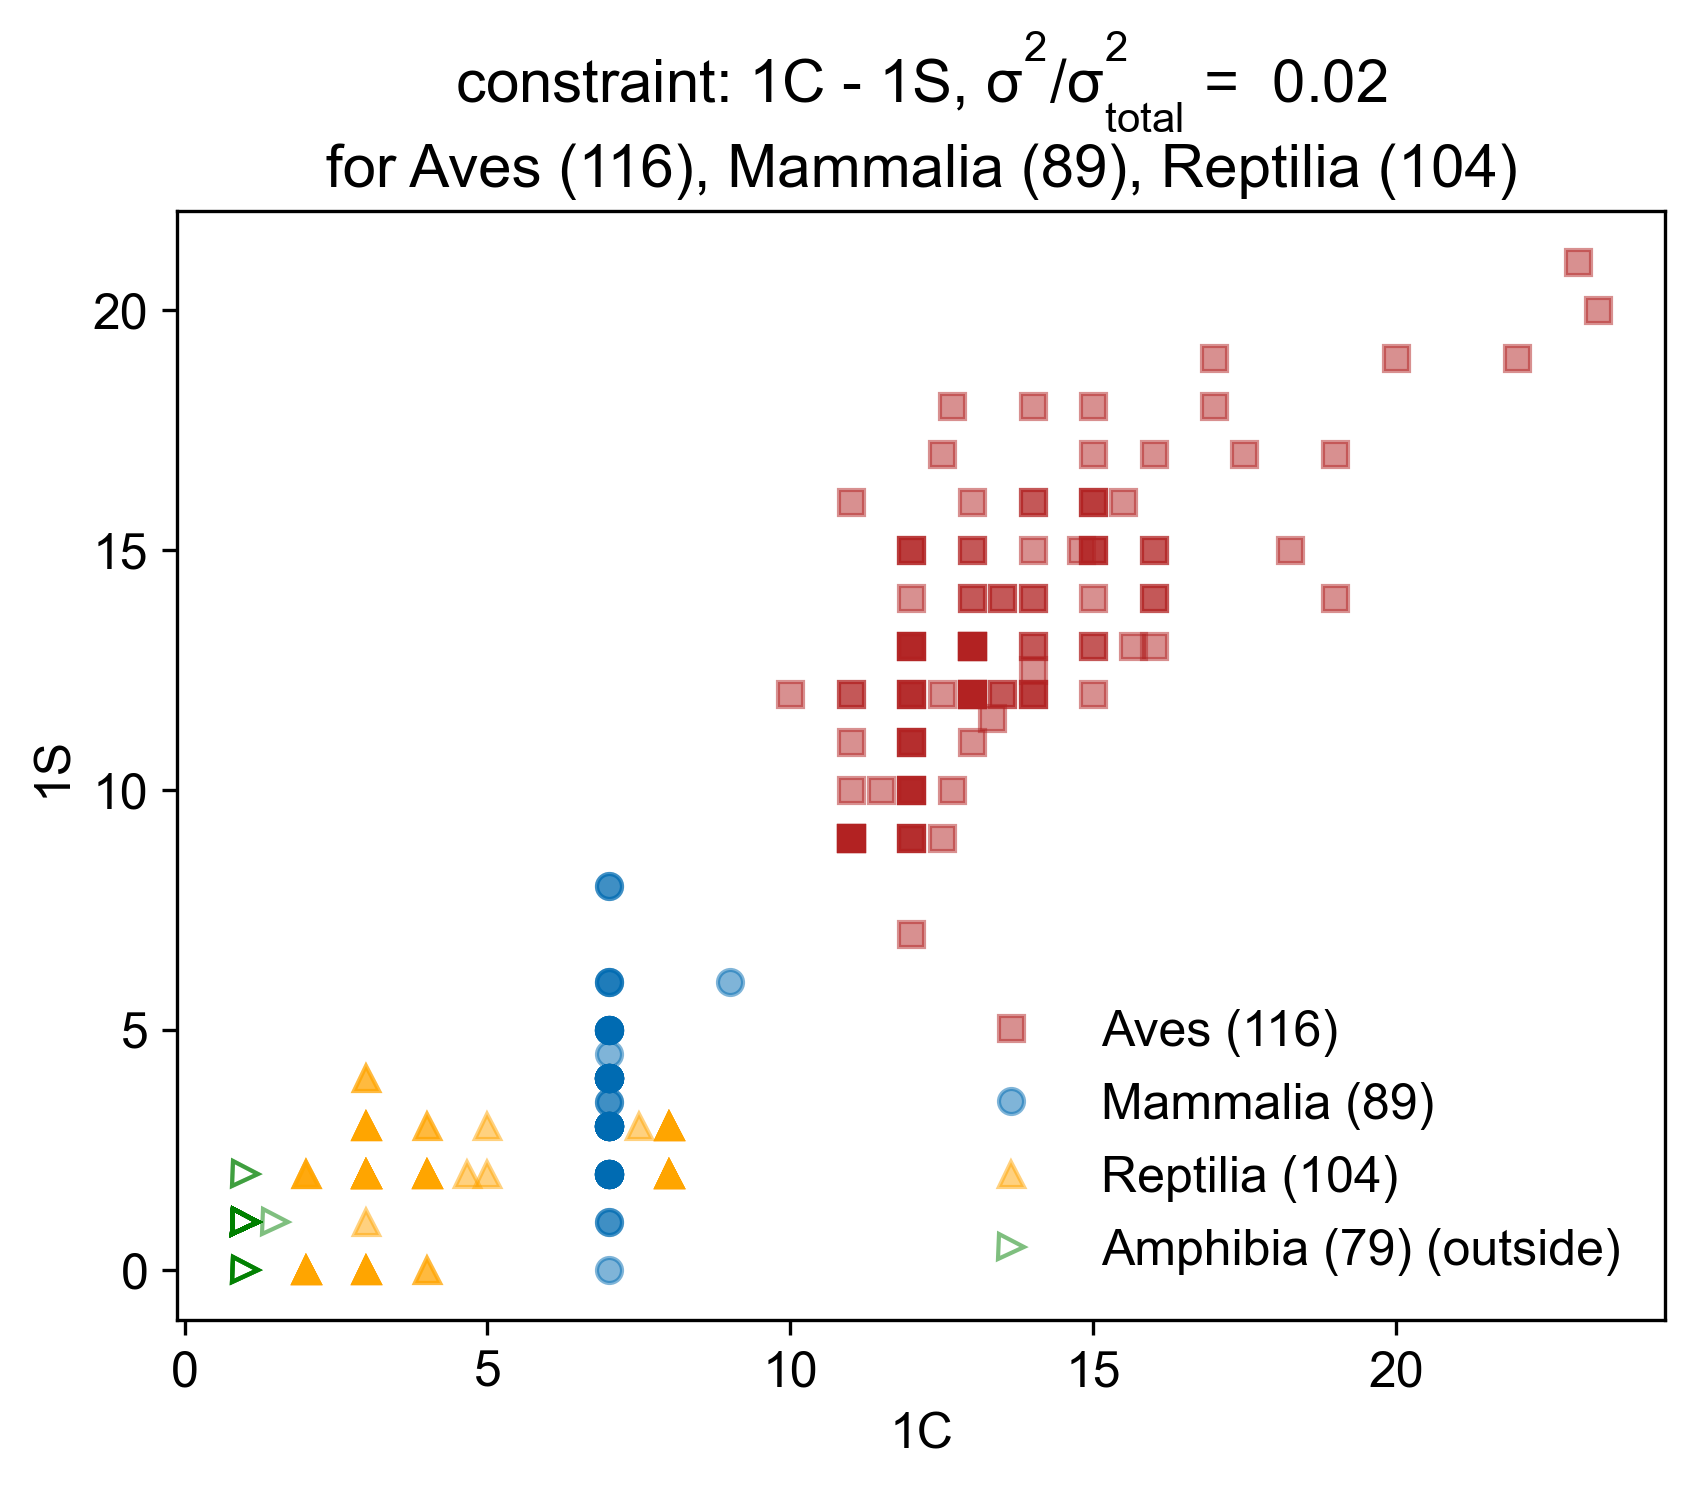 constraint: 1C - 1S, σ²/σ²total = 0.02
for Aves (116), Mammalia (89), Reptilia (104)
20
15
10
5
0
1S
Aves (116)
Mammalia (89)
Reptilia (104)
Amphibia (79) (outside)
0 5 10 15 20
1C